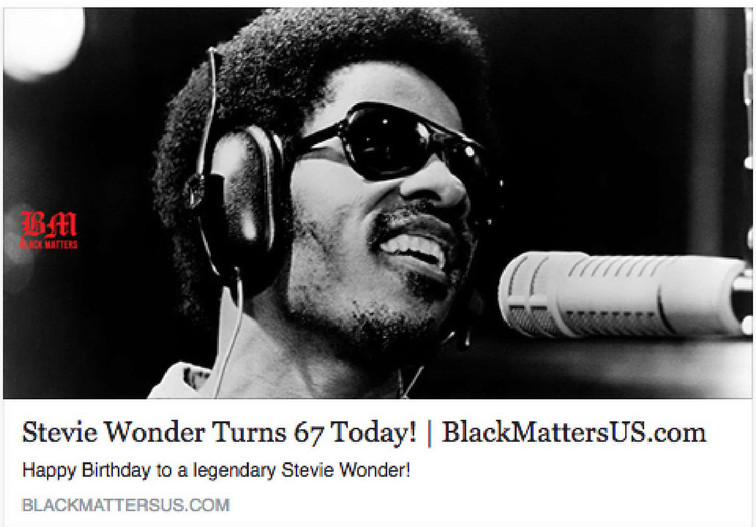 BM
BLACK MATTERS
Stevie Wonder Turns 67 Today! | BlackMattersUS.com
Happy Birthday to a legendary Stevie Wonder!
BLACKMATTERSUS.COM